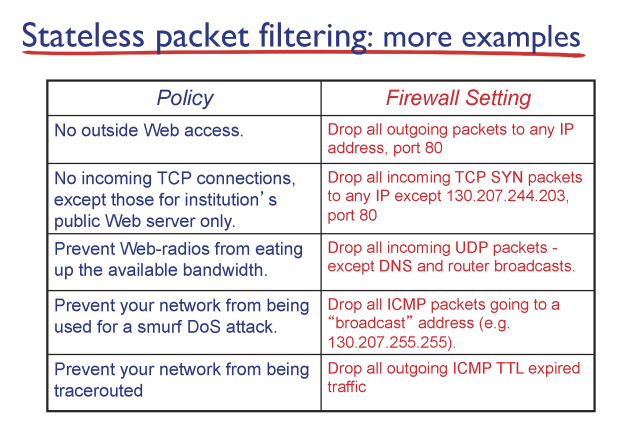 Stateless packet filtering: more examples
Policy
Firewall Setting
No outside Web access.
Drop all outgoing packets to any IP
address, port 80
No incoming TCP connections,
except those for institution’s
public Web server only.
Drop all incoming TCP SYN packets
to any IP except 130.207.244.203,
port 80
Prevent Web-radios from eating
up the available bandwidth.
Drop all incoming UDP packets -
except DNS and router broadcasts.
Prevent your network from being
used for a smurf DoS attack.
Drop all ICMP packets going to a
“broadcast” address (e.g.
130.207.255.255).
Prevent your network from being
tracerouted
Drop all outgoing ICMP TTL expired
traffic